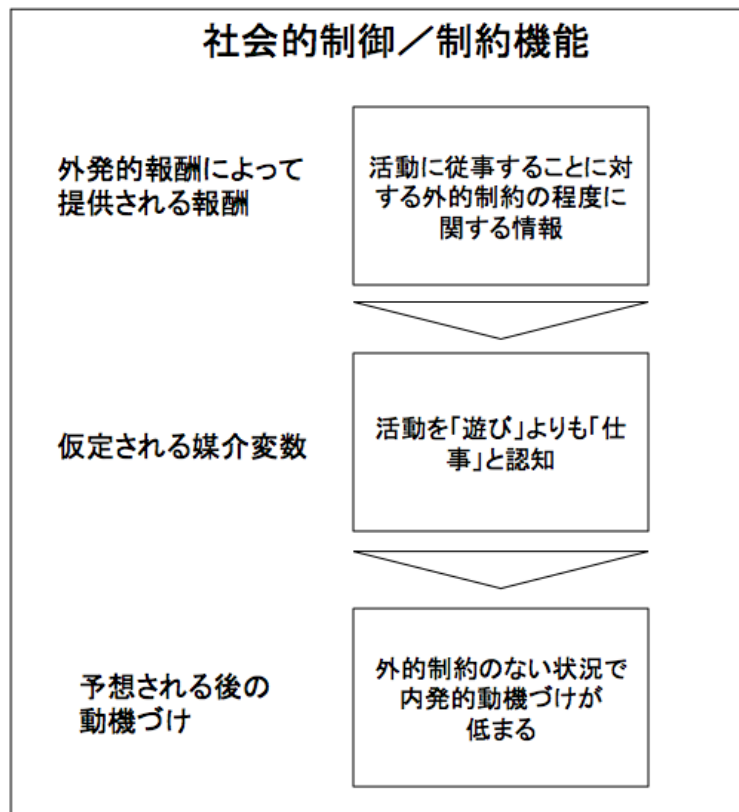 社会的制御／制約機能
外発的報酬によって
提供される報酬
活動に従事することに対
する外的制約の程度に
関する情報
仮定される媒介変数
活動を「遊び」よりも「仕
事」と認知
予想される後の
動機づけ
外的制約のない状況で
内発的動機づけが
低まる